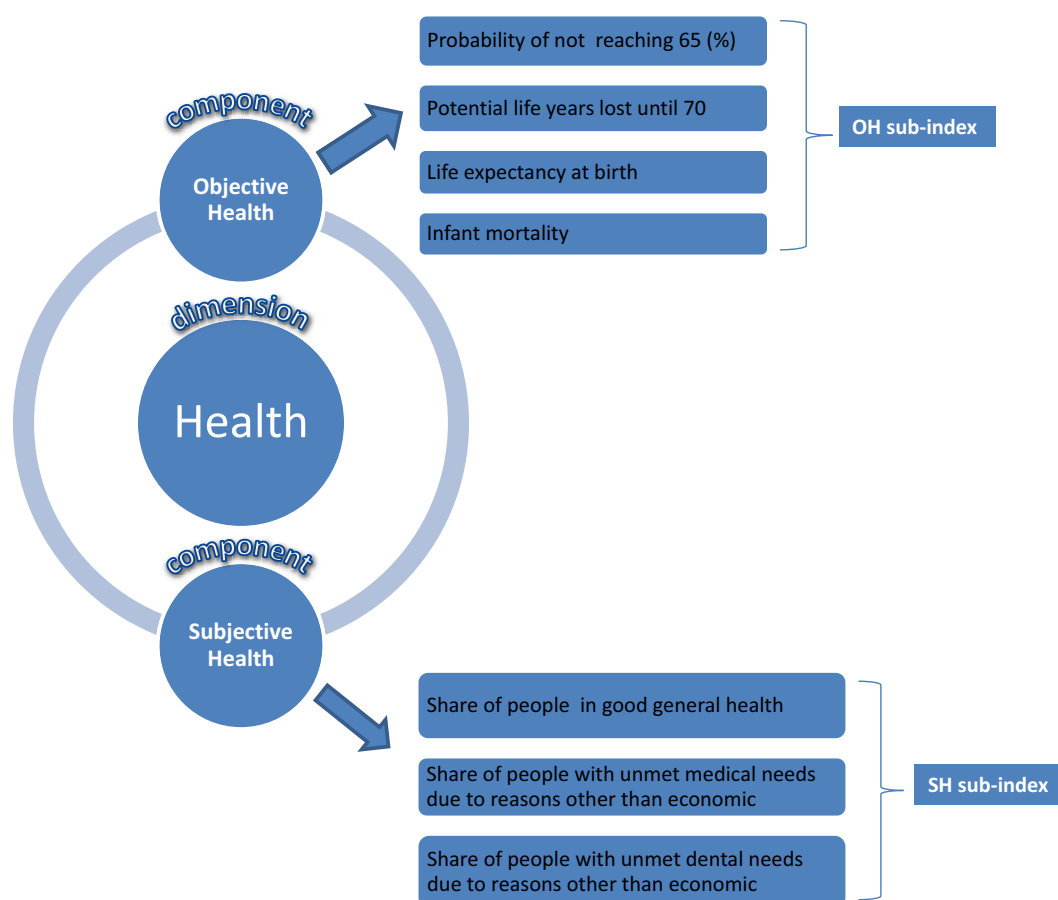 component
Objective
Health
Probability of not reaching 65 (%)
Potential life years lost until 70
Life expectancy at birth
Infant mortality
OH sub-index
dimension
Health
component
Subjective
Health
Share of people in good general health
Share of people with unmet medical needs
due to reasons other than economic
Share of people with unmet dental needs
due to reasons other than economic
SH sub-index